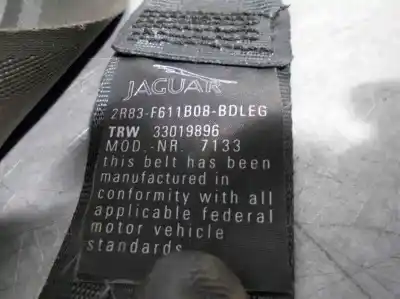 JAGUAR
2R83-F611B08-BDLEG
TRW 33019896
MOD.-NR. 7133
this belt has been
manufactured in
conformity with all
applicable federal
motor vehicle
standards